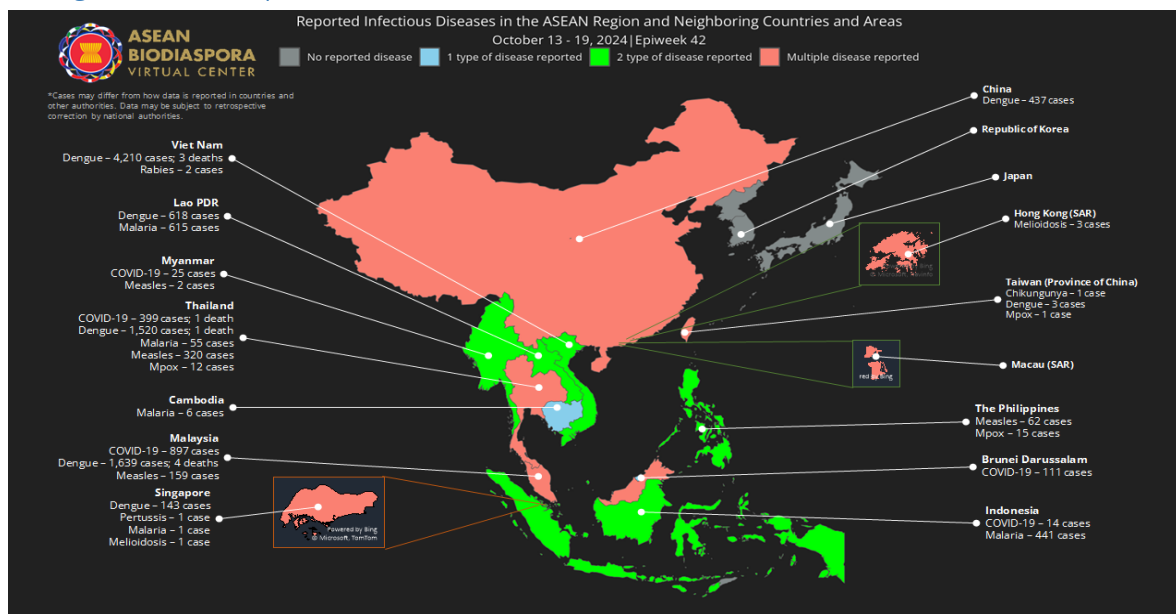 Reported Infectious Diseases in the ASEAN Region and Neighboring Countries and Areas
October 13 - 19, 2024|Epiweek 42
No reported disease
1 type of disease reported
2 type of disease reported
Multiple disease reported
ASEAN
BIODIASPORA
VIRTUAL CENTER
*Cases may differ from how data is reported in countries and
other authorities. Data may be subject to retrospective
correction by national authorities.
Viet Nam
Dengue – 4,210 cases; 3 deaths
Rabies – 2 cases
Lao PDR
Dengue – 618 cases
Malaria – 615 cases
Myanmar
COVID-19 – 25 cases
Measles – 2 cases
Thailand
COVID-19 – 399 cases; 1 death
Dengue – 1,520 cases; 1 death
Malaria – 55 cases
Measles – 320 cases
Mpox – 12 cases
Cambodia
Malaria – 6 cases
Malaysia
COVID-19 – 897 cases
Dengue – 1,639 cases; 4 deaths
Measles – 159 cases
Singapore
Dengue – 143 cases
Pertussis – 1 case
Malaria – 1 case
Melioidosis – 1 case
Powered by Bing
© Microsoft, TomTom
China
Dengue – 437 cases
Republic of Korea
Japan
Hong Kong (SAR)
Melioidosis – 3 cases
Taiwan (Province of China)
Chikungunya – 1 case
Dengue – 3 cases
Mpox – 1 case
Macau (SAR)
red by Bing
The Philippines
Measles – 62 cases
Mpox – 15 cases
Brunei Darussalam
COVID-19 – 111 cases
Indonesia
COVID-19 – 14 cases
Malaria – 441 cases